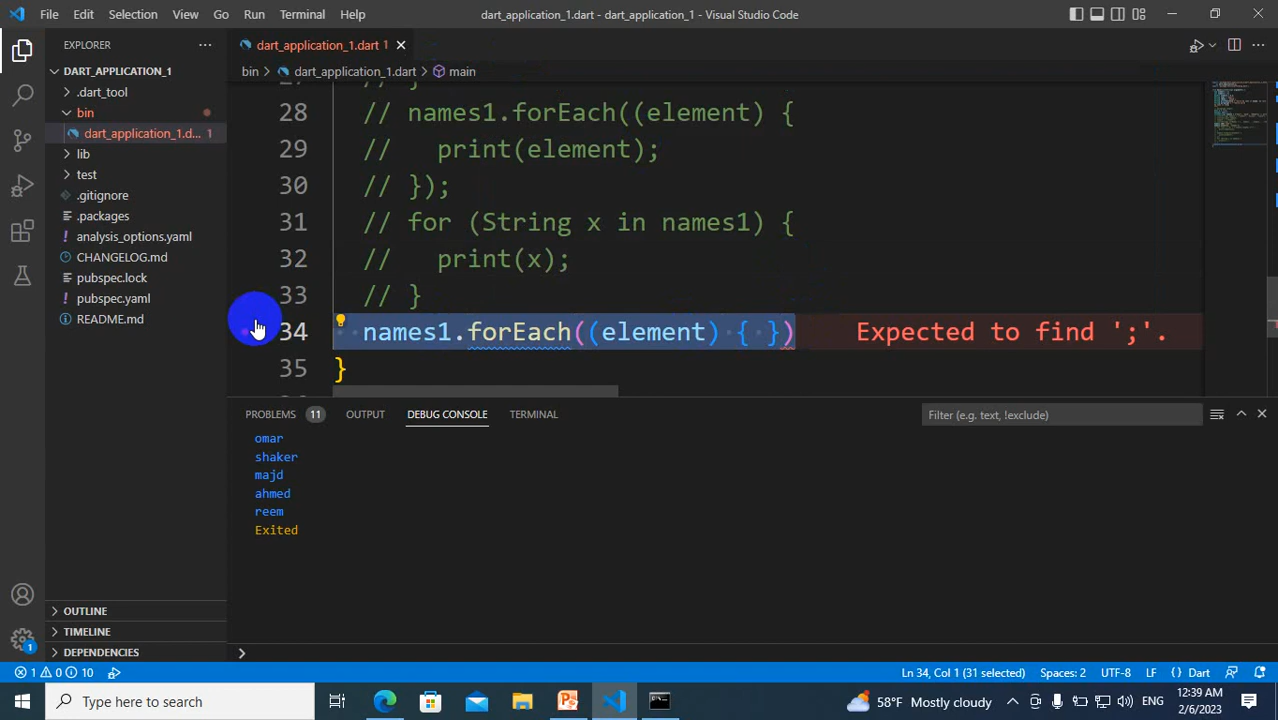 File Edit Selection View Go Run Terminal Help
dart_application_1.dart - dart_application_1 - Visual Studio Code
EXPLORER
dart_application_1.dart 1
DART_APPLICATION_1
bin > dart_application_1.dart > main
.dart_tool
bin
dart_application_1.d... 1
lib
test
.gitignore
.packages
analysis_options.yaml
CHANGELOG.md
pubspec.lock
pubspec.yaml
README.md
28 // names1.forEach((element) {
29 // print(element);
30 // });
31 // for (String x in names1) {
32 // print(x);
33 // }
34 names1.forEach((element) { }) Expected to find ';'.
35 }
PROBLEMS 11 OUTPUT DEBUG CONSOLE TERMINAL
Filter (e.g. text, !exclude)
omar
shaker
majd
ahmed
reem
Exited
OUTLINE
TIMELINE
DEPENDENCIES
1
1 0 10
Ln 34, Col 1 (31 selected) Spaces: 2 UTF-8 LF {} Dart
Type here to search
58°F Mostly cloudy
ENG
12:39 AM
2/6/2023